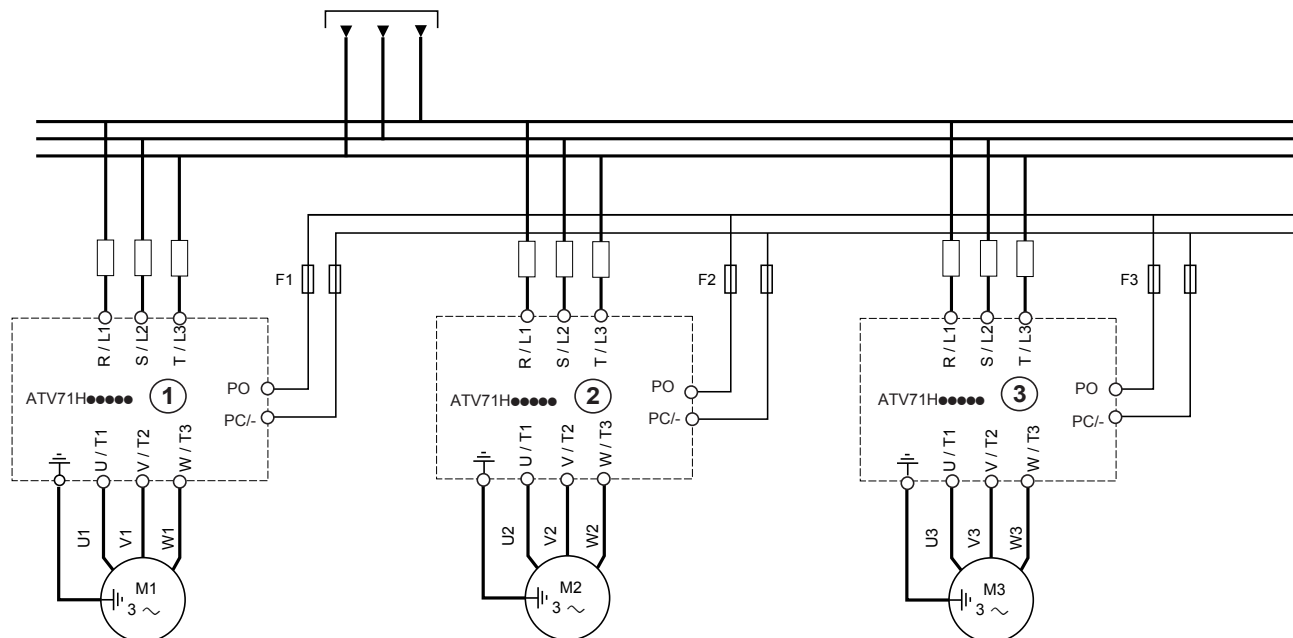 F1
F2
F3
R / L1
S / L2
T / L3
R / L1
S / L2
T / L3
R / L1
S / L2
T / L3
ATV71H●●●●●
1
PO
PC/-
ATV71H●●●●●
2
PO
PC/-
ATV71H●●●●●
3
PO
PC/-
U / T1
V / T2
W / T3
U / T1
V / T2
W / T3
U / T1
V / T2
W / T3
U1
V1
W1
U2
V2
W2
U3
V3
W3
M1
3 ~
M2
3 ~
M3
3 ~